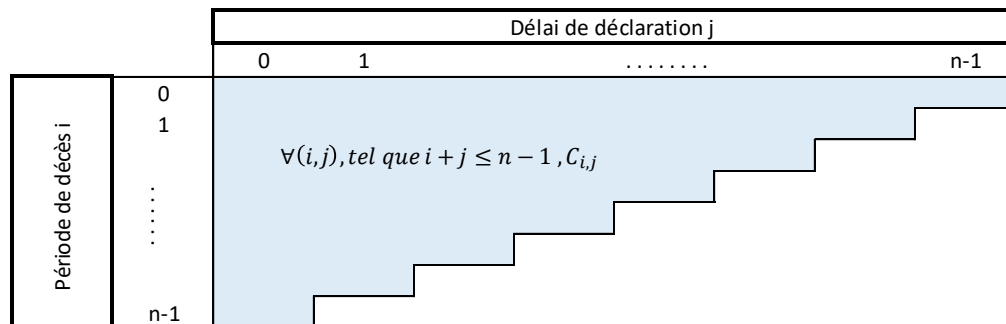 Délai de déclaration j
0 1 ........ n-1
Période de décès i
0
1
......
n-1
∀(i,j), tel que i + j ≤ n − 1 , C_{i,j}